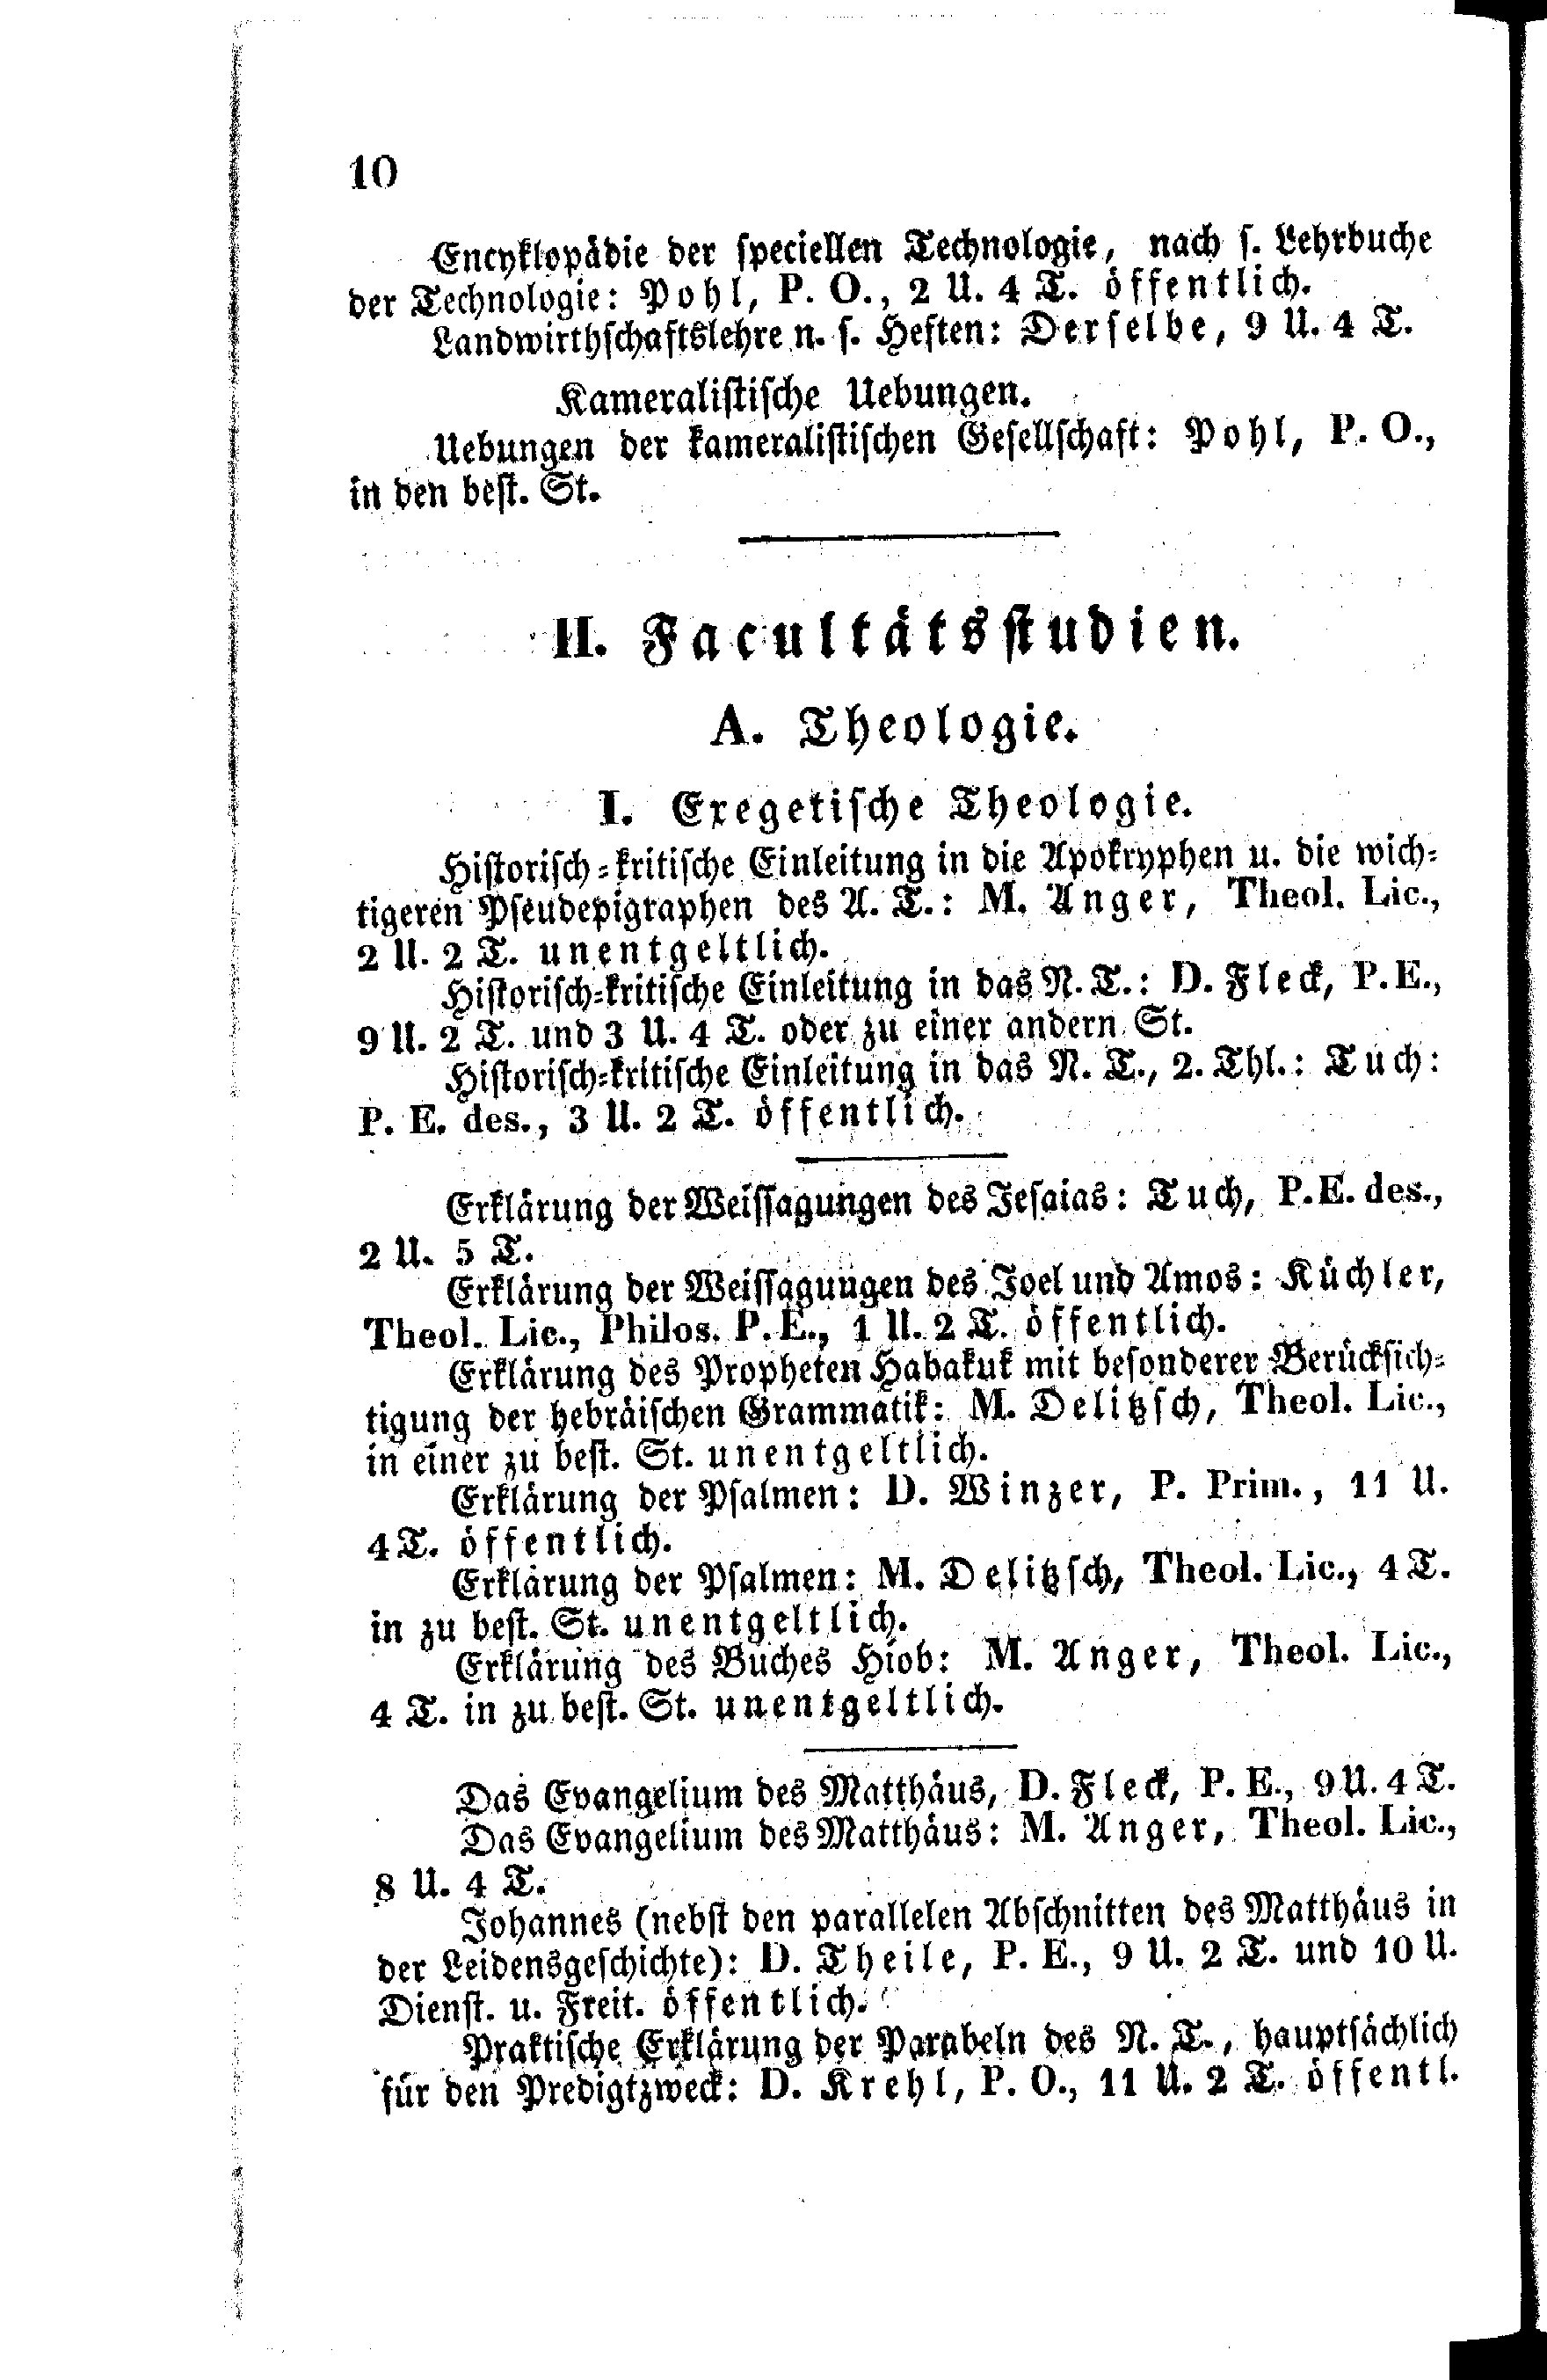 10
Encyklopädie der speciellen Technologie, nach s. Lehrbuche
der Technologie: Pohl, P. O., 2 U. 4 T. öffentlich.
Landwirthschaftslehre n. s. Heften: Derselbe, 9 U. 4 T.
Kameralistische Uebungen.
Uebungen der kameralistischen Gesellschaft: Pohl, P. O.,
in den best. St.
II. Facultätsstudien.
A. Theologie.
I. Exegetische Theologie.
Historisch-kritische Einleitung in die Apokryphen u. die wich-
tigeren Pseudepigraphen des A. T.: M. Anger, Theol. Lic.,
2 U. 2 T. unentgeltlich.
Historisch-kritische Einleitung in das N. T.: D. Fleck, P. E.,
9 U. 2 T. und 3 U. 4 T. oder zu einer andern St.
Historisch-kritische Einleitung in das N. T., 2. Thl.: Tuch:
P. E. des., 3 U. 2 T. öffentlich.
Erklärung der Weissagungen des Jesaias: Tuch, P. E. des.,
2 U. 5 T.
Erklärung der Weissagungen des Joel und Amos: Küchler,
Theol. Lic., Philos. P. E., 1 U. 2 T. öffentlich.
Erklärung des Propheten Habakuk mit besonderer Berücksich-
tigung der hebräischen Grammatik: M. Delitzsch, Theol. Lic.,
in einer zu best. St. unentgeltlich.
Erklärung der Psalmen: D. Winzer, P. Prim., 11 U.
4 T. öffentlich.
Erklärung der Psalmen: M. Delitzsch, Theol. Lic., 4 T.
in zu best. St. unentgeltlich.
Erklärung des Buches Hiob: M. Anger, Theol. Lic.,
4 T. in zu best. St. unentgeltlich.
Das Evangelium des Matthäus, D. Fleck, P. E., 9 U. 4 T.
Das Evangelium des Matthäus: M. Anger, Theol. Lic.,
8 U. 4 T.
Johannes (nebst den parallelen Abschnitten des Matthäus in
der Leidensgeschichte): D. Theile, P. E., 9 U. 2 T. und 10 U.
Dienst. u. Freit. öffentlich.
Praktische Erklärung der Parabeln des N. T., hauptsächlich
für den Predigtzweck: D. Krehl, P. O., 11 U. 2 T. öffentl.